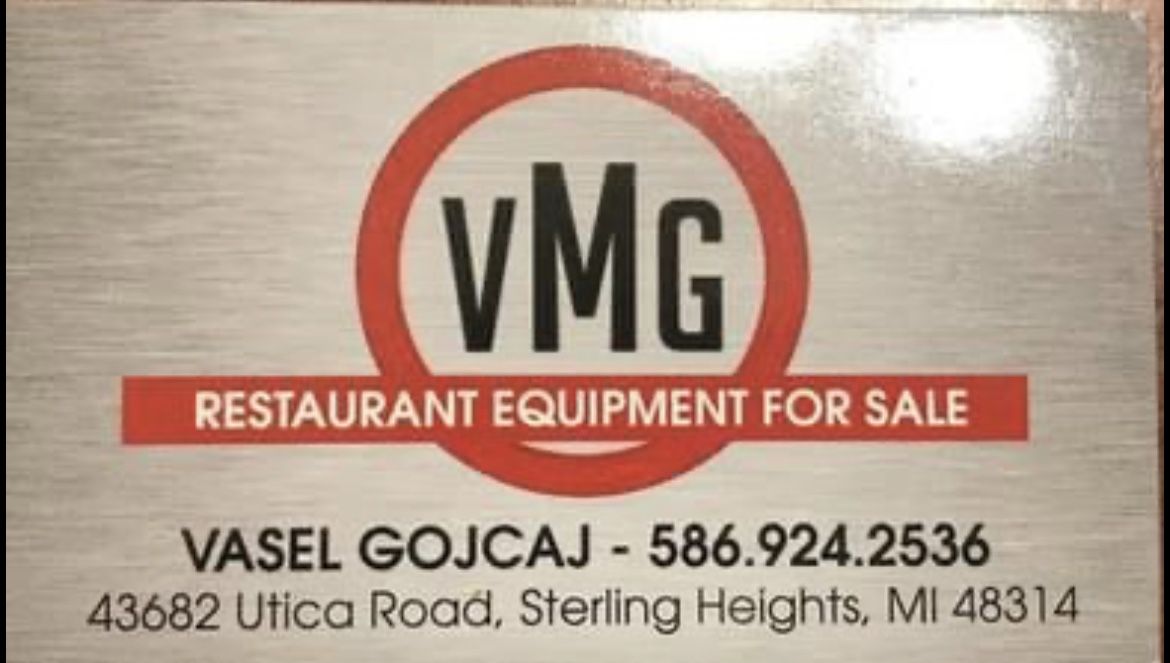 VMG
RESTAURANT EQUIPMENT FOR SALE
VASEL GOJCAJ - 586.924.2536
43682 Utica Road, Sterling Heights, MI 48314